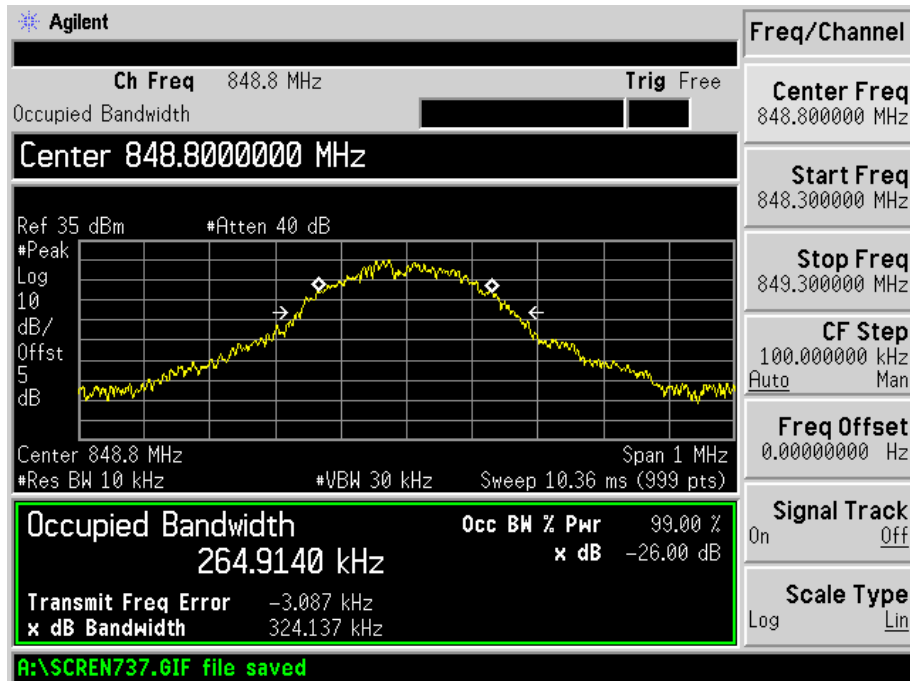 Agilent
Freq/Channel
Ch Freq 848.8 MHz Trig Free
Occupied Bandwidth
Center 848.8000000 MHz
Ref 35 dBm #Atten 40 dB
#Peak
Log
10
dB/
Offst
5
dB
Center 848.8 MHz Span 1 MHz
#Res BW 10 kHz #VBW 30 kHz Sweep 10.36 ms (999 pts)
Occupied Bandwidth
264.9140 kHz
Occ BW % Pwr 99.00 %
x dB -26.00 dB
Transmit Freq Error -3.087 kHz
x dB Bandwidth 324.137 kHz
A:\SCREN737.GIF file saved
Center Freq
848.800000 MHz
Start Freq
848.300000 MHz
Stop Freq
849.300000 MHz
CF Step
100.000000 kHz
Auto Man
Freq Offset
0.00000000 Hz
Signal Track
On Off
Scale Type
Log Lin